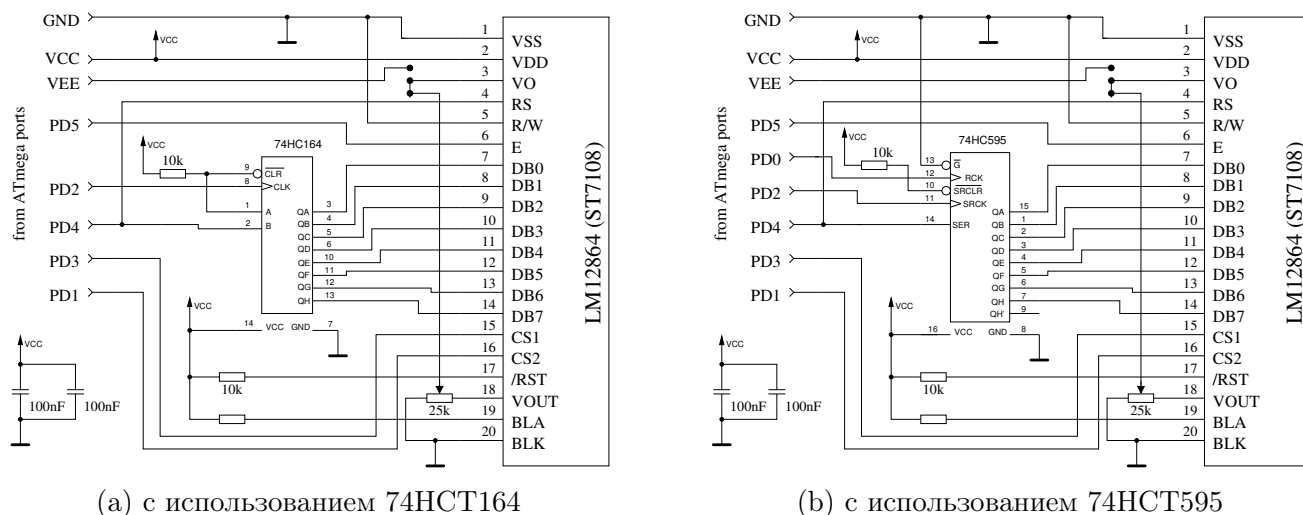 GND
VCC
VCC
VEE
from ATmega ports
PD5
PD2
PD4
PD3
PD1
VCC
10k
74HC164
9 CLR
8 CLK
1 A
2 B
QA 3
QB 4
QC 5
QD 6
QE 10
QF 11
QG 12
QH 13
14 VCC GND 7
VCC
10k
25k
VCC
100nF 100nF
1 VSS
2 VDD
3 VO
4 RS
5 R/W
6 E
7 DB0
8 DB1
9 DB2
10 DB3
11 DB4
12 DB5
13 DB6
14 DB7
15 CS1
16 CS2
17 /RST
18 VOUT
19 BLA
20 BLK
LM12864 (ST7108)
(a) с использованием 74HCT164
GND
VCC
VCC
VEE
from ATmega ports
PD5
PD0
PD2
PD4
PD3
PD1
VCC
10k
74HC595
13 G
12 RCK
10 SRCLR
11 SRCK
14 SER
QA 15
QB 1
QC 2
QD 3
QE 4
QF 5
QG 6
QH 7
QH' 9
16 VCC GND 8
VCC
10k
25k
VCC
100nF 100nF
1 VSS
2 VDD
3 VO
4 RS
5 R/W
6 E
7 DB0
8 DB1
9 DB2
10 DB3
11 DB4
12 DB5
13 DB6
14 DB7
15 CS1
16 CS2
17 /RST
18 VOUT
19 BLA
20 BLK
LM12864 (ST7108)
(b) с использованием 74HCT595